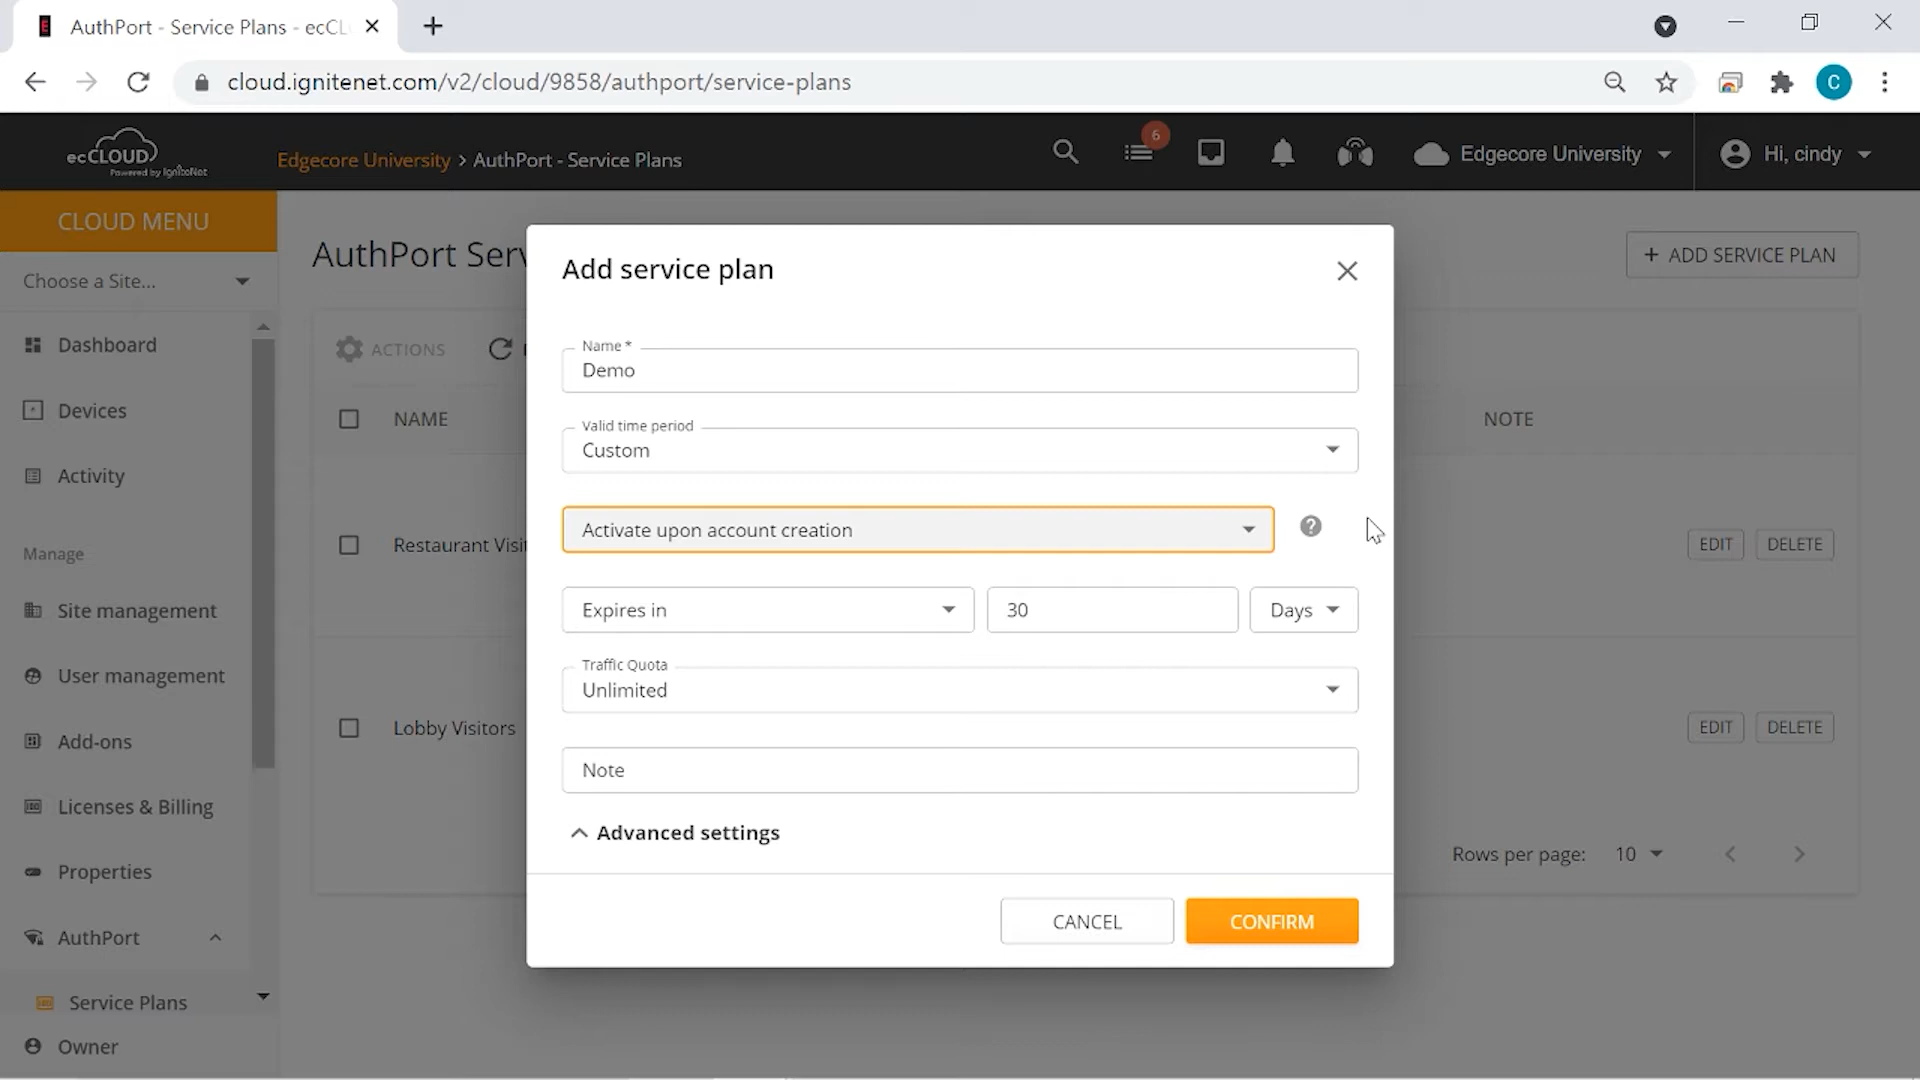 AuthPort - Service Plans - ecCL
cloud.ignitenet.com/v2/cloud/9858/authport/service-plans
C
ecCLOUD
Powered by IgniteNet
Edgecore University > AuthPort - Service Plans
6
Edgecore University
Hi, cindy
CLOUD MENU
Choose a Site...
Dashboard
Devices
Activity
Manage
Site management
User management
Add-ons
Licenses & Billing
Properties
AuthPort
Service Plans
Owner
AuthPort Serv
+ ADD SERVICE PLAN
ACTIONS
NAME
NOTE
Restaurant Visit
EDIT
DELETE
Lobby Visitors
EDIT
DELETE
Rows per page: 10
Add service plan
Name *
Demo
Valid time period
Custom
Activate upon account creation
?
Expires in
30
Days
Traffic Quota
Unlimited
Note
Advanced settings
CANCEL
CONFIRM